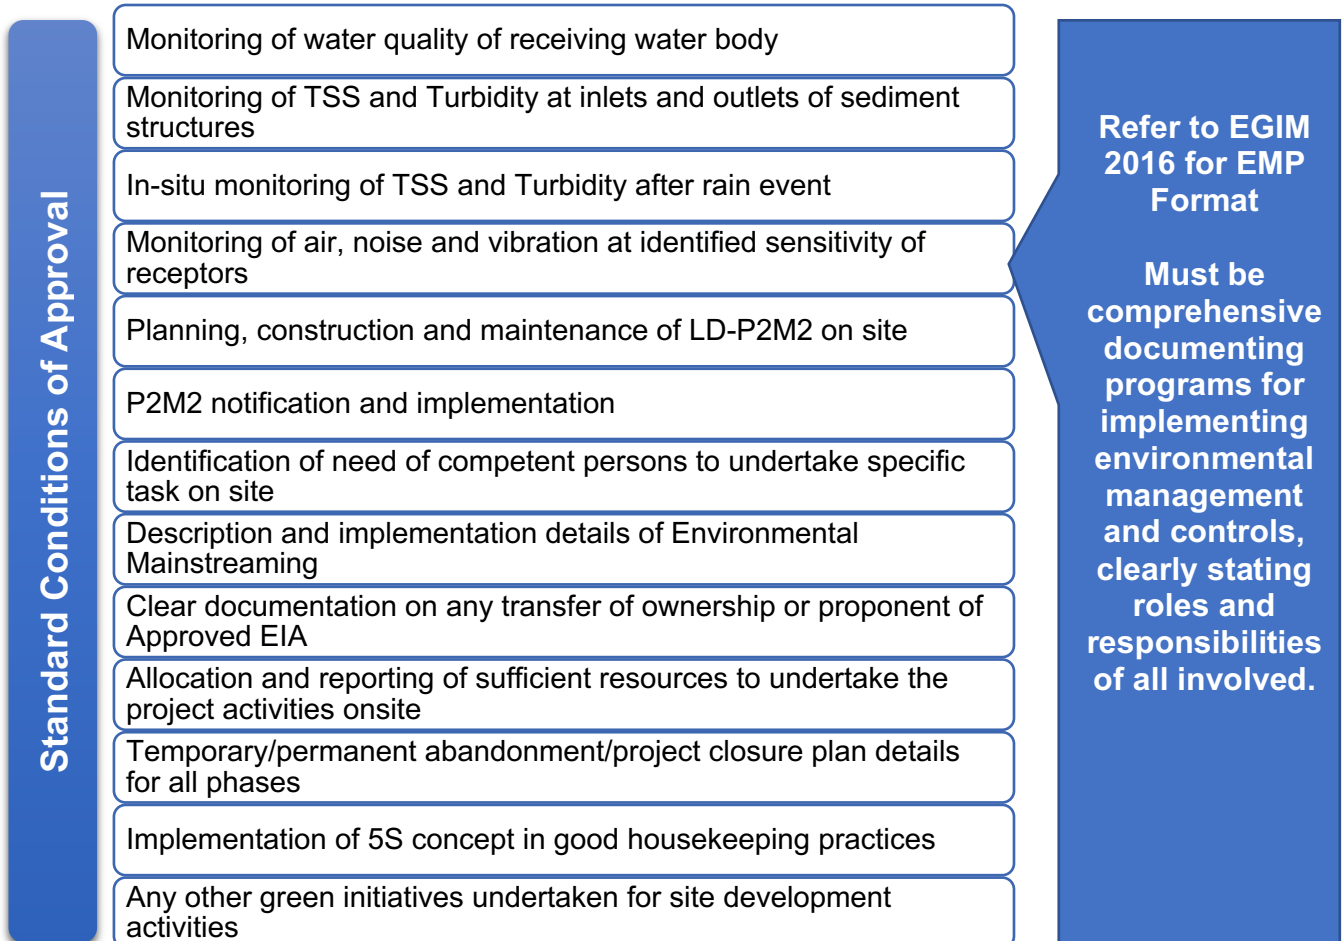 Standard Conditions of Approval
Monitoring of water quality of receiving water body
Monitoring of TSS and Turbidity at inlets and outlets of sediment
structures
In-situ monitoring of TSS and Turbidity after rain event
Monitoring of air, noise and vibration at identified sensitivity of
receptors
Planning, construction and maintenance of LD-P2M2 on site
P2M2 notification and implementation
Identification of need of competent persons to undertake specific
task on site
Description and implementation details of Environmental
Mainstreaming
Clear documentation on any transfer of ownership or proponent of
Approved EIA
Allocation and reporting of sufficient resources to undertake the
project activities onsite
Temporary/permanent abandonment/project closure plan details
for all phases
Implementation of 5S concept in good housekeeping practices
Any other green initiatives undertaken for site development
activities
Refer to EGIM
2016 for EMP
Format
Must be
comprehensive
documenting
programs for
implementing
environmental
management
and controls,
clearly stating
roles and
responsibilities
of all involved.